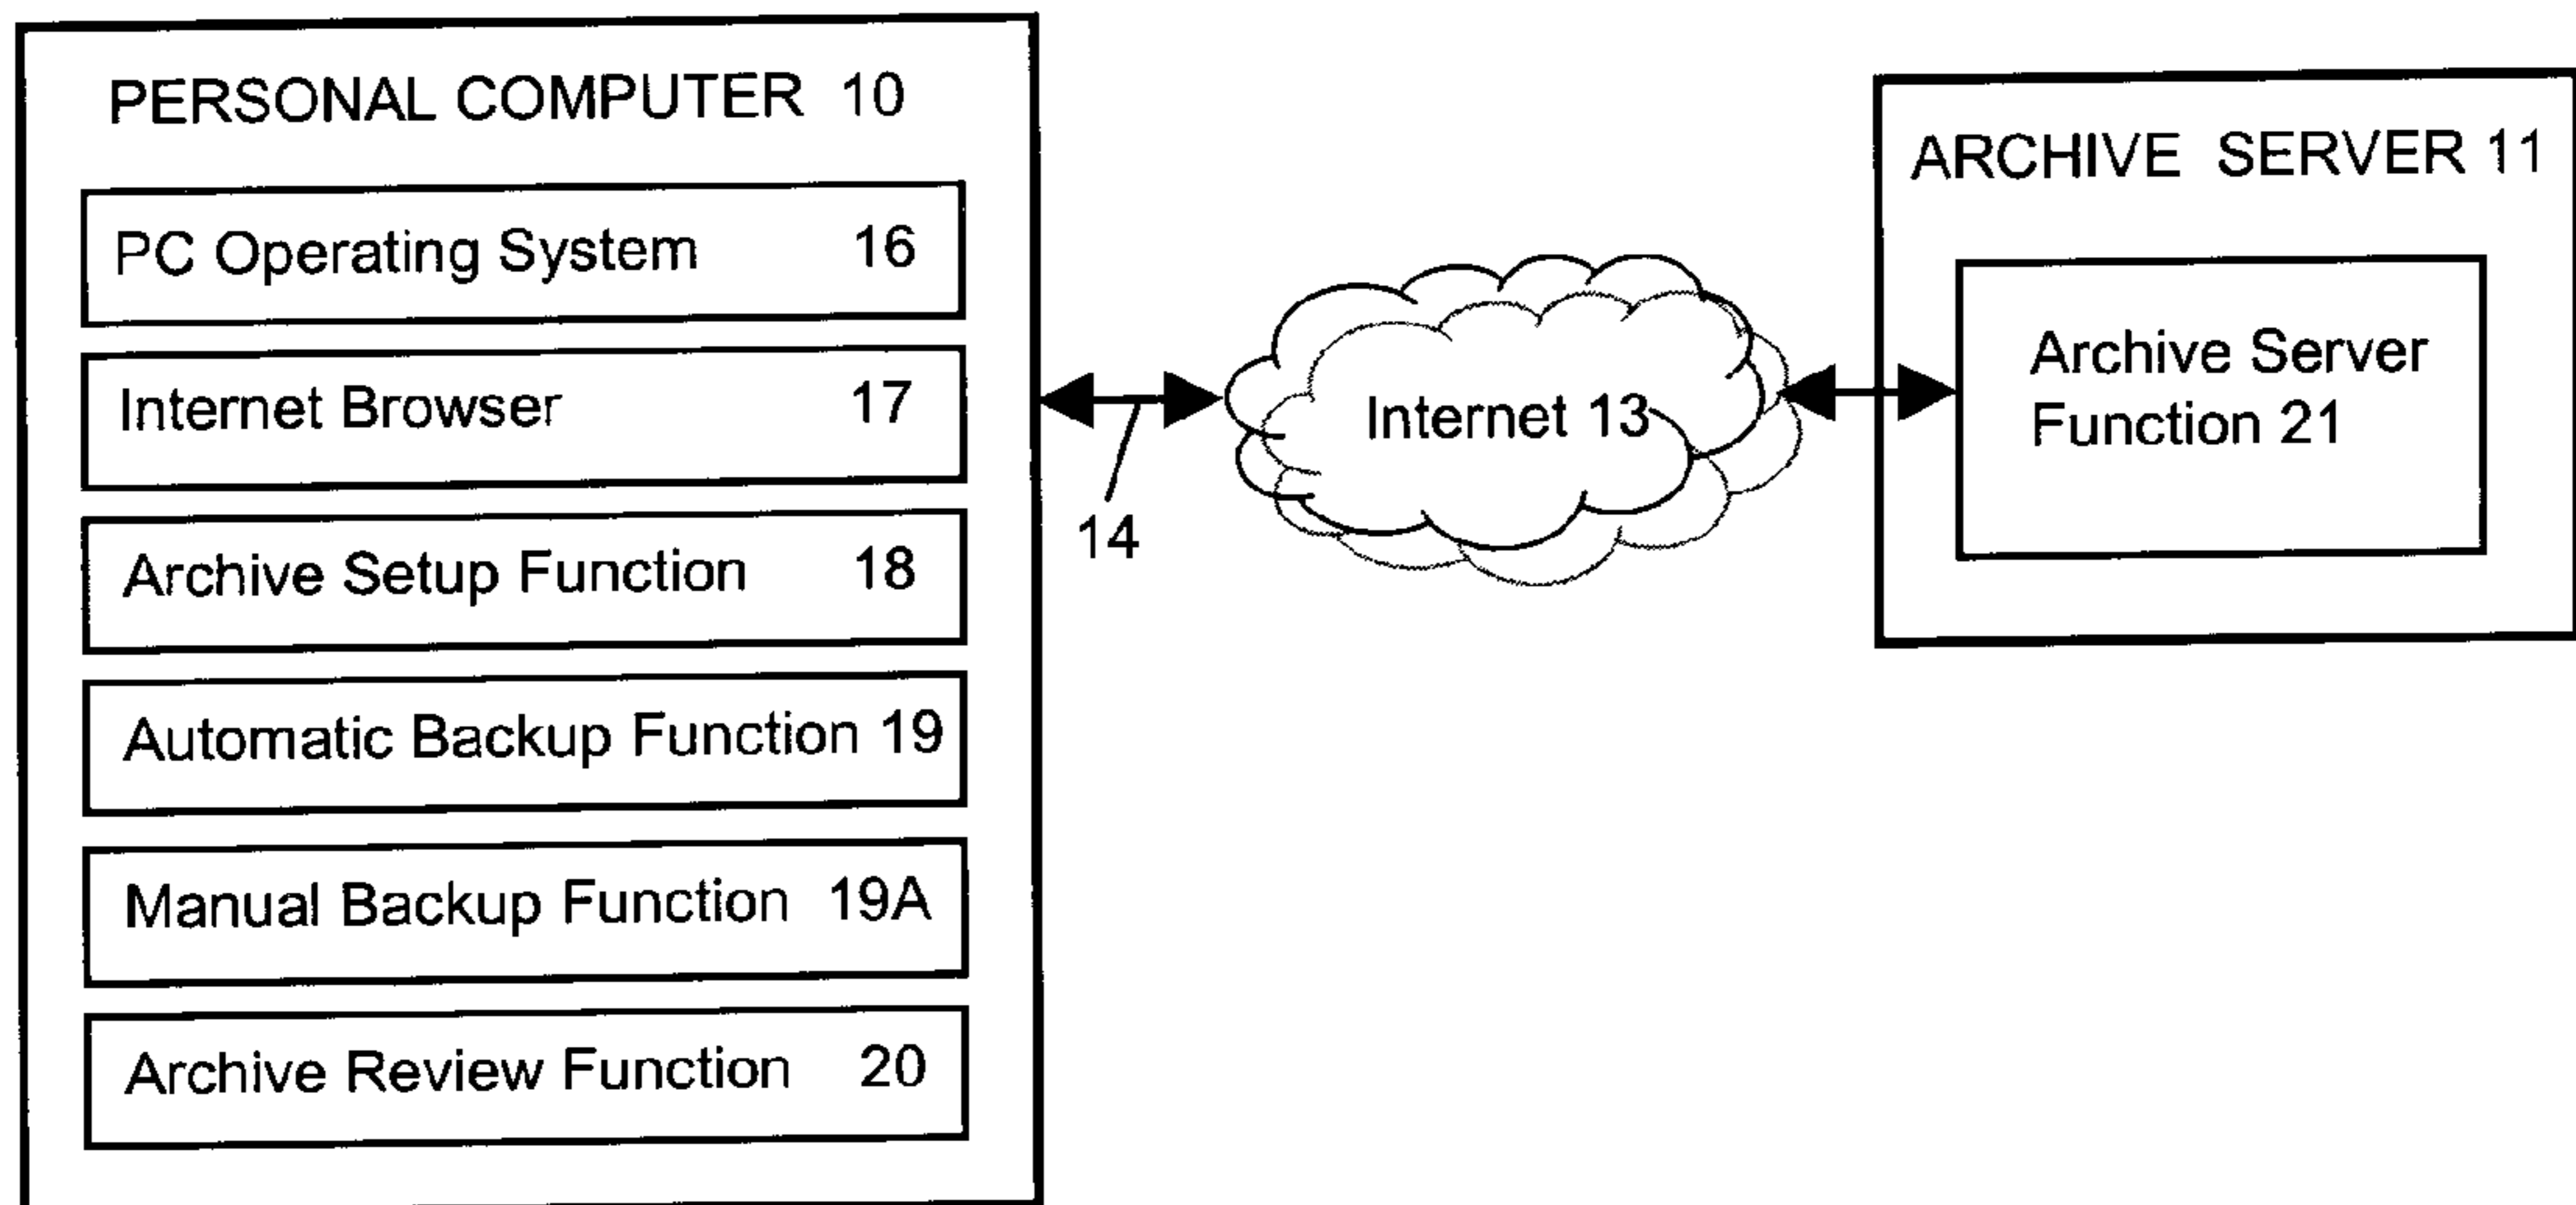 PERSONAL COMPUTER 10
PC Operating System 16
Internet Browser 17
Archive Setup Function 18
Automatic Backup Function 19
Manual Backup Function 19A
Archive Review Function 20
14
Internet 13
ARCHIVE SERVER 11
Archive Server
Function 21